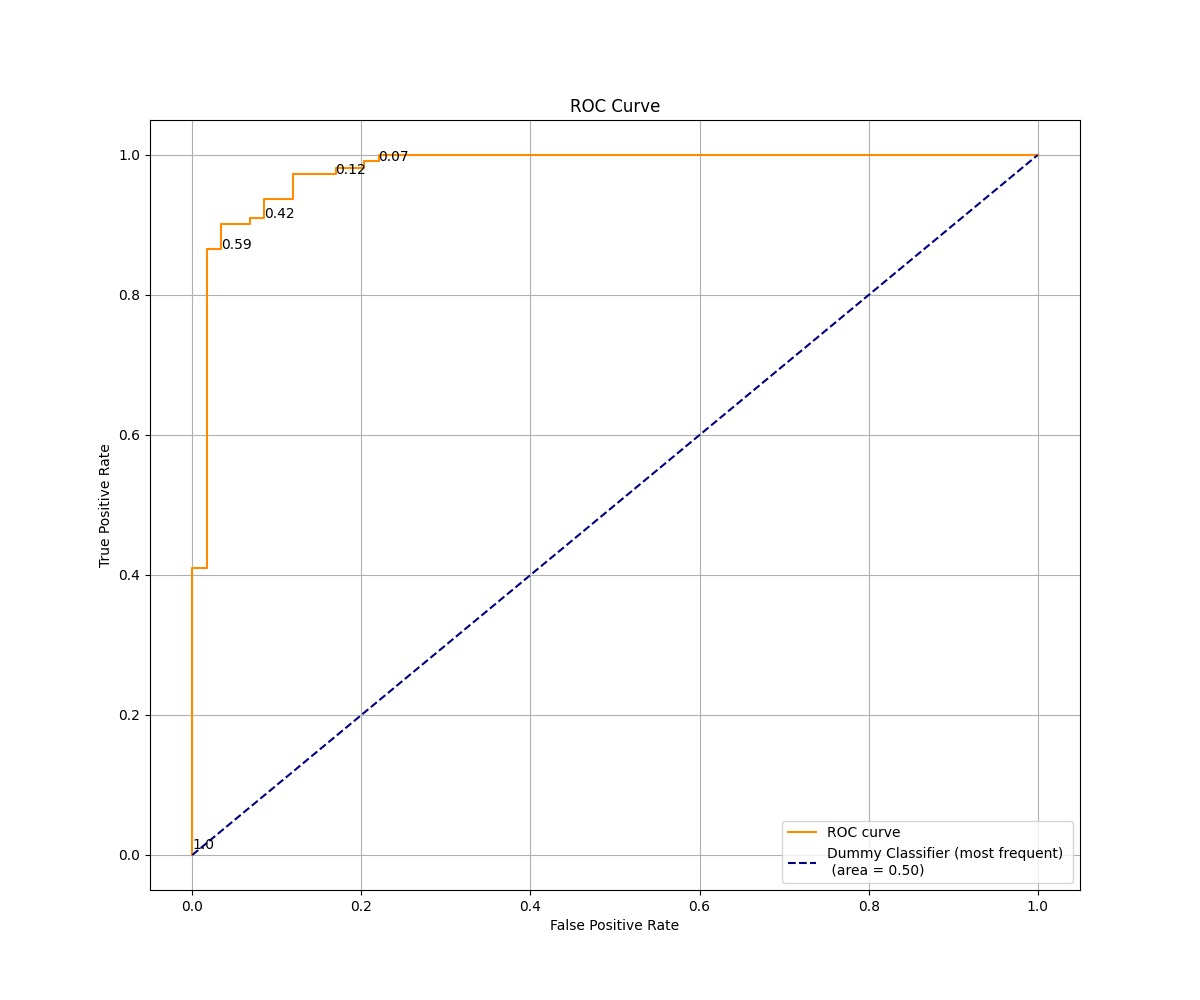 ROC Curve
1.0
0.8
0.6
0.4
0.2
0.0
True Positive Rate
0.07
0.12
0.42
0.59
1.0
ROC curve
Dummy Classifier (most frequent)
(area = 0.50)
0.0 0.2 0.4 0.6 0.8 1.0
False Positive Rate